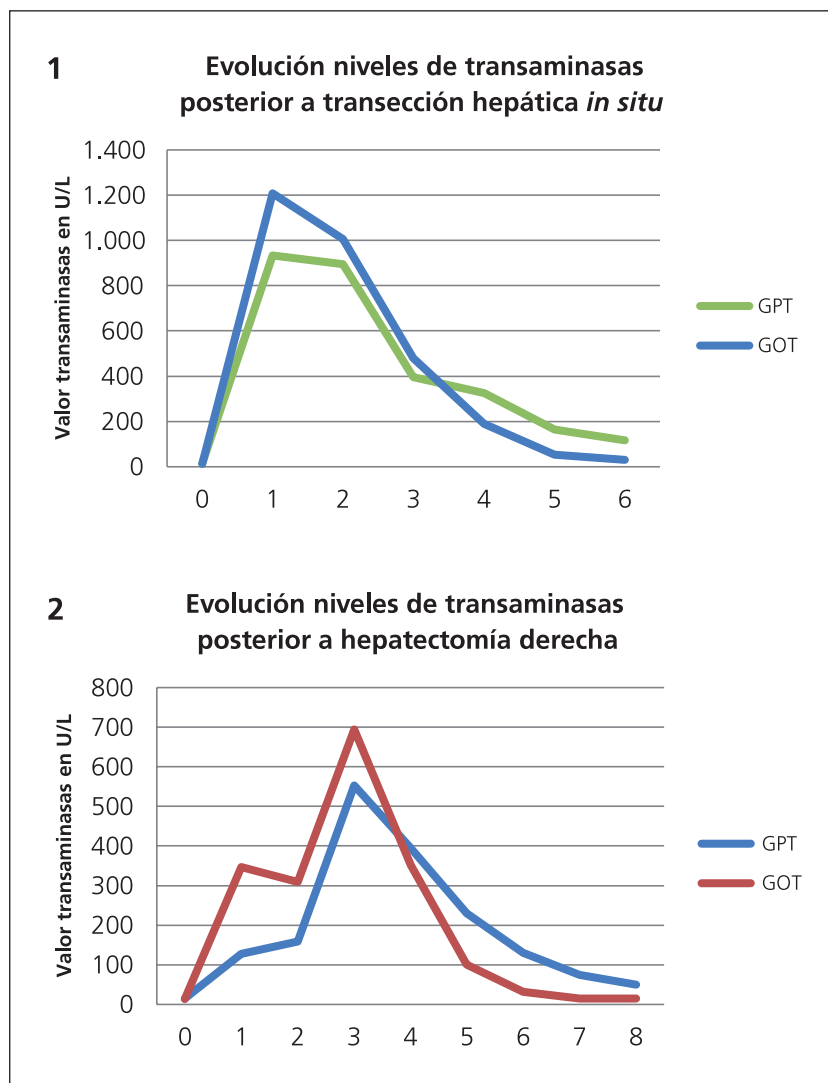 1
Evolución niveles de transaminasas
posterior a transección hepática in situ
Valor transaminasas en U/L
1.400
1.200
1.000
800
600
400
200
0
0 1 2 3 4 5 6
GPT
GOT
2
Evolución niveles de transaminasas
posterior a hepatectomía derecha
Valor transaminasas en U/L
800
700
600
500
400
300
200
100
0
0 1 2 3 4 5 6 7 8
GPT
GOT